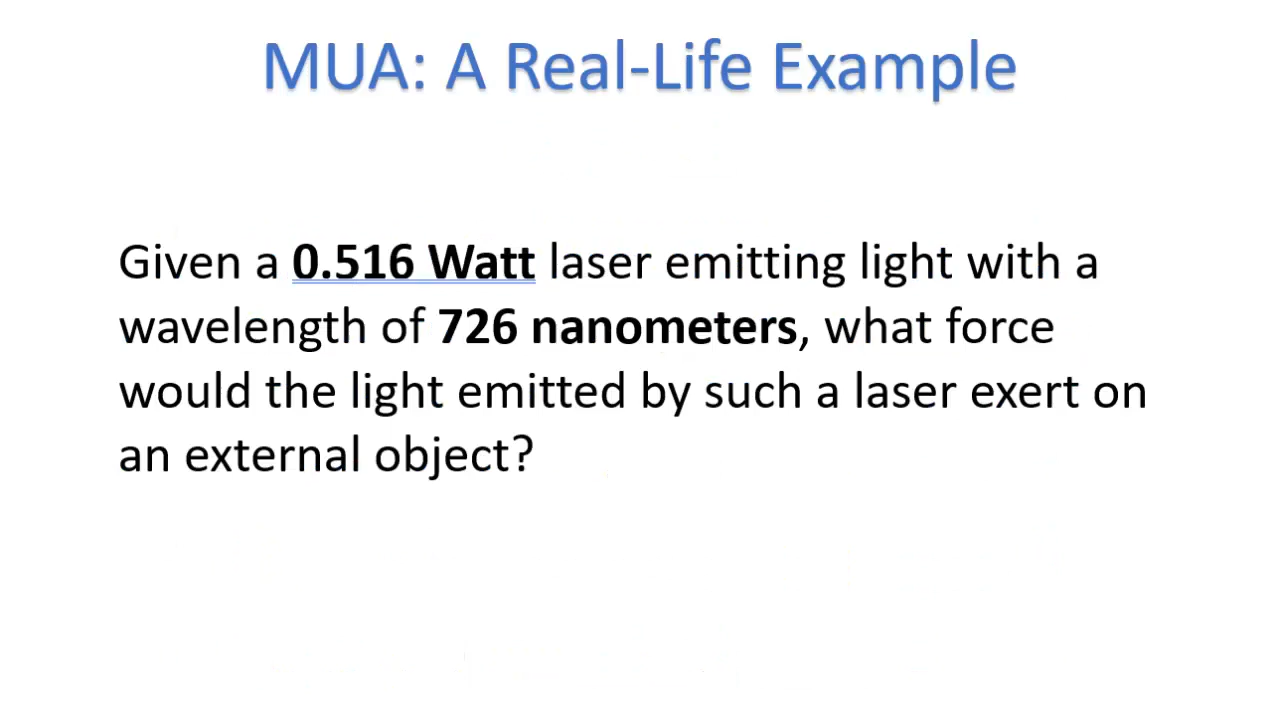 MUA: A Real-Life Example
Given a 0.516 Watt laser emitting light with a
wavelength of 726 nanometers, what force
would the light emitted by such a laser exert on
an external object?